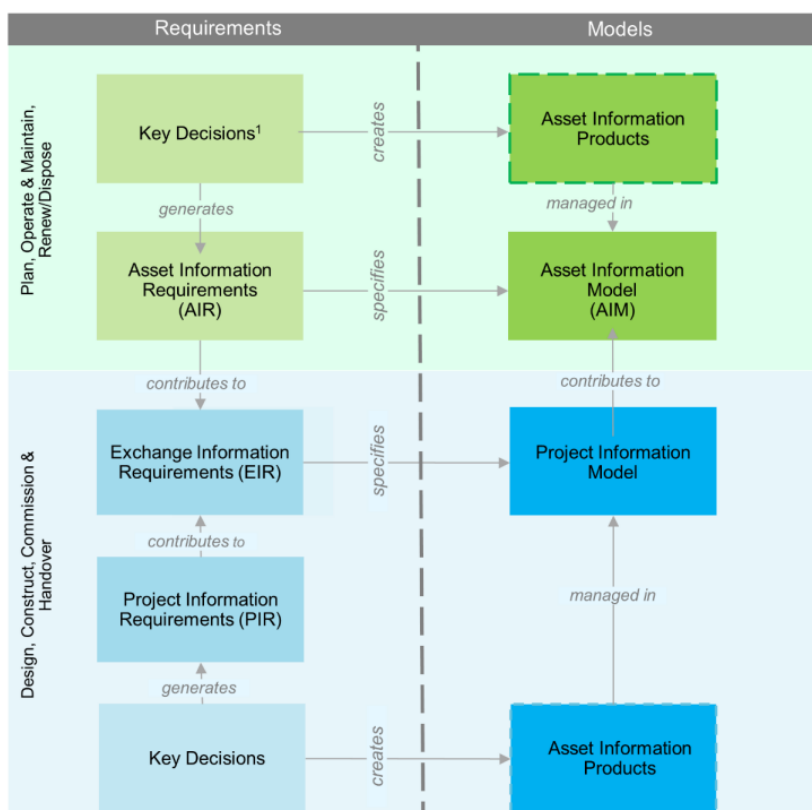 Requirements
Models
Plan, Operate & Maintain,
Renew/Dispose
Key Decisions¹
creates
Asset Information
Products
generates
managed in
Asset Information
Requirements
(AIR)
specifies
Asset Information
Model
(AIM)
contributes to
contributes to
Design, Construct, Commission &
Handover
Exchange Information
Requirements (EIR)
specifies
Project Information
Model
contributes to
Project Information
Requirements (PIR)
managed in
generates
Key Decisions
creates
Asset Information
Products